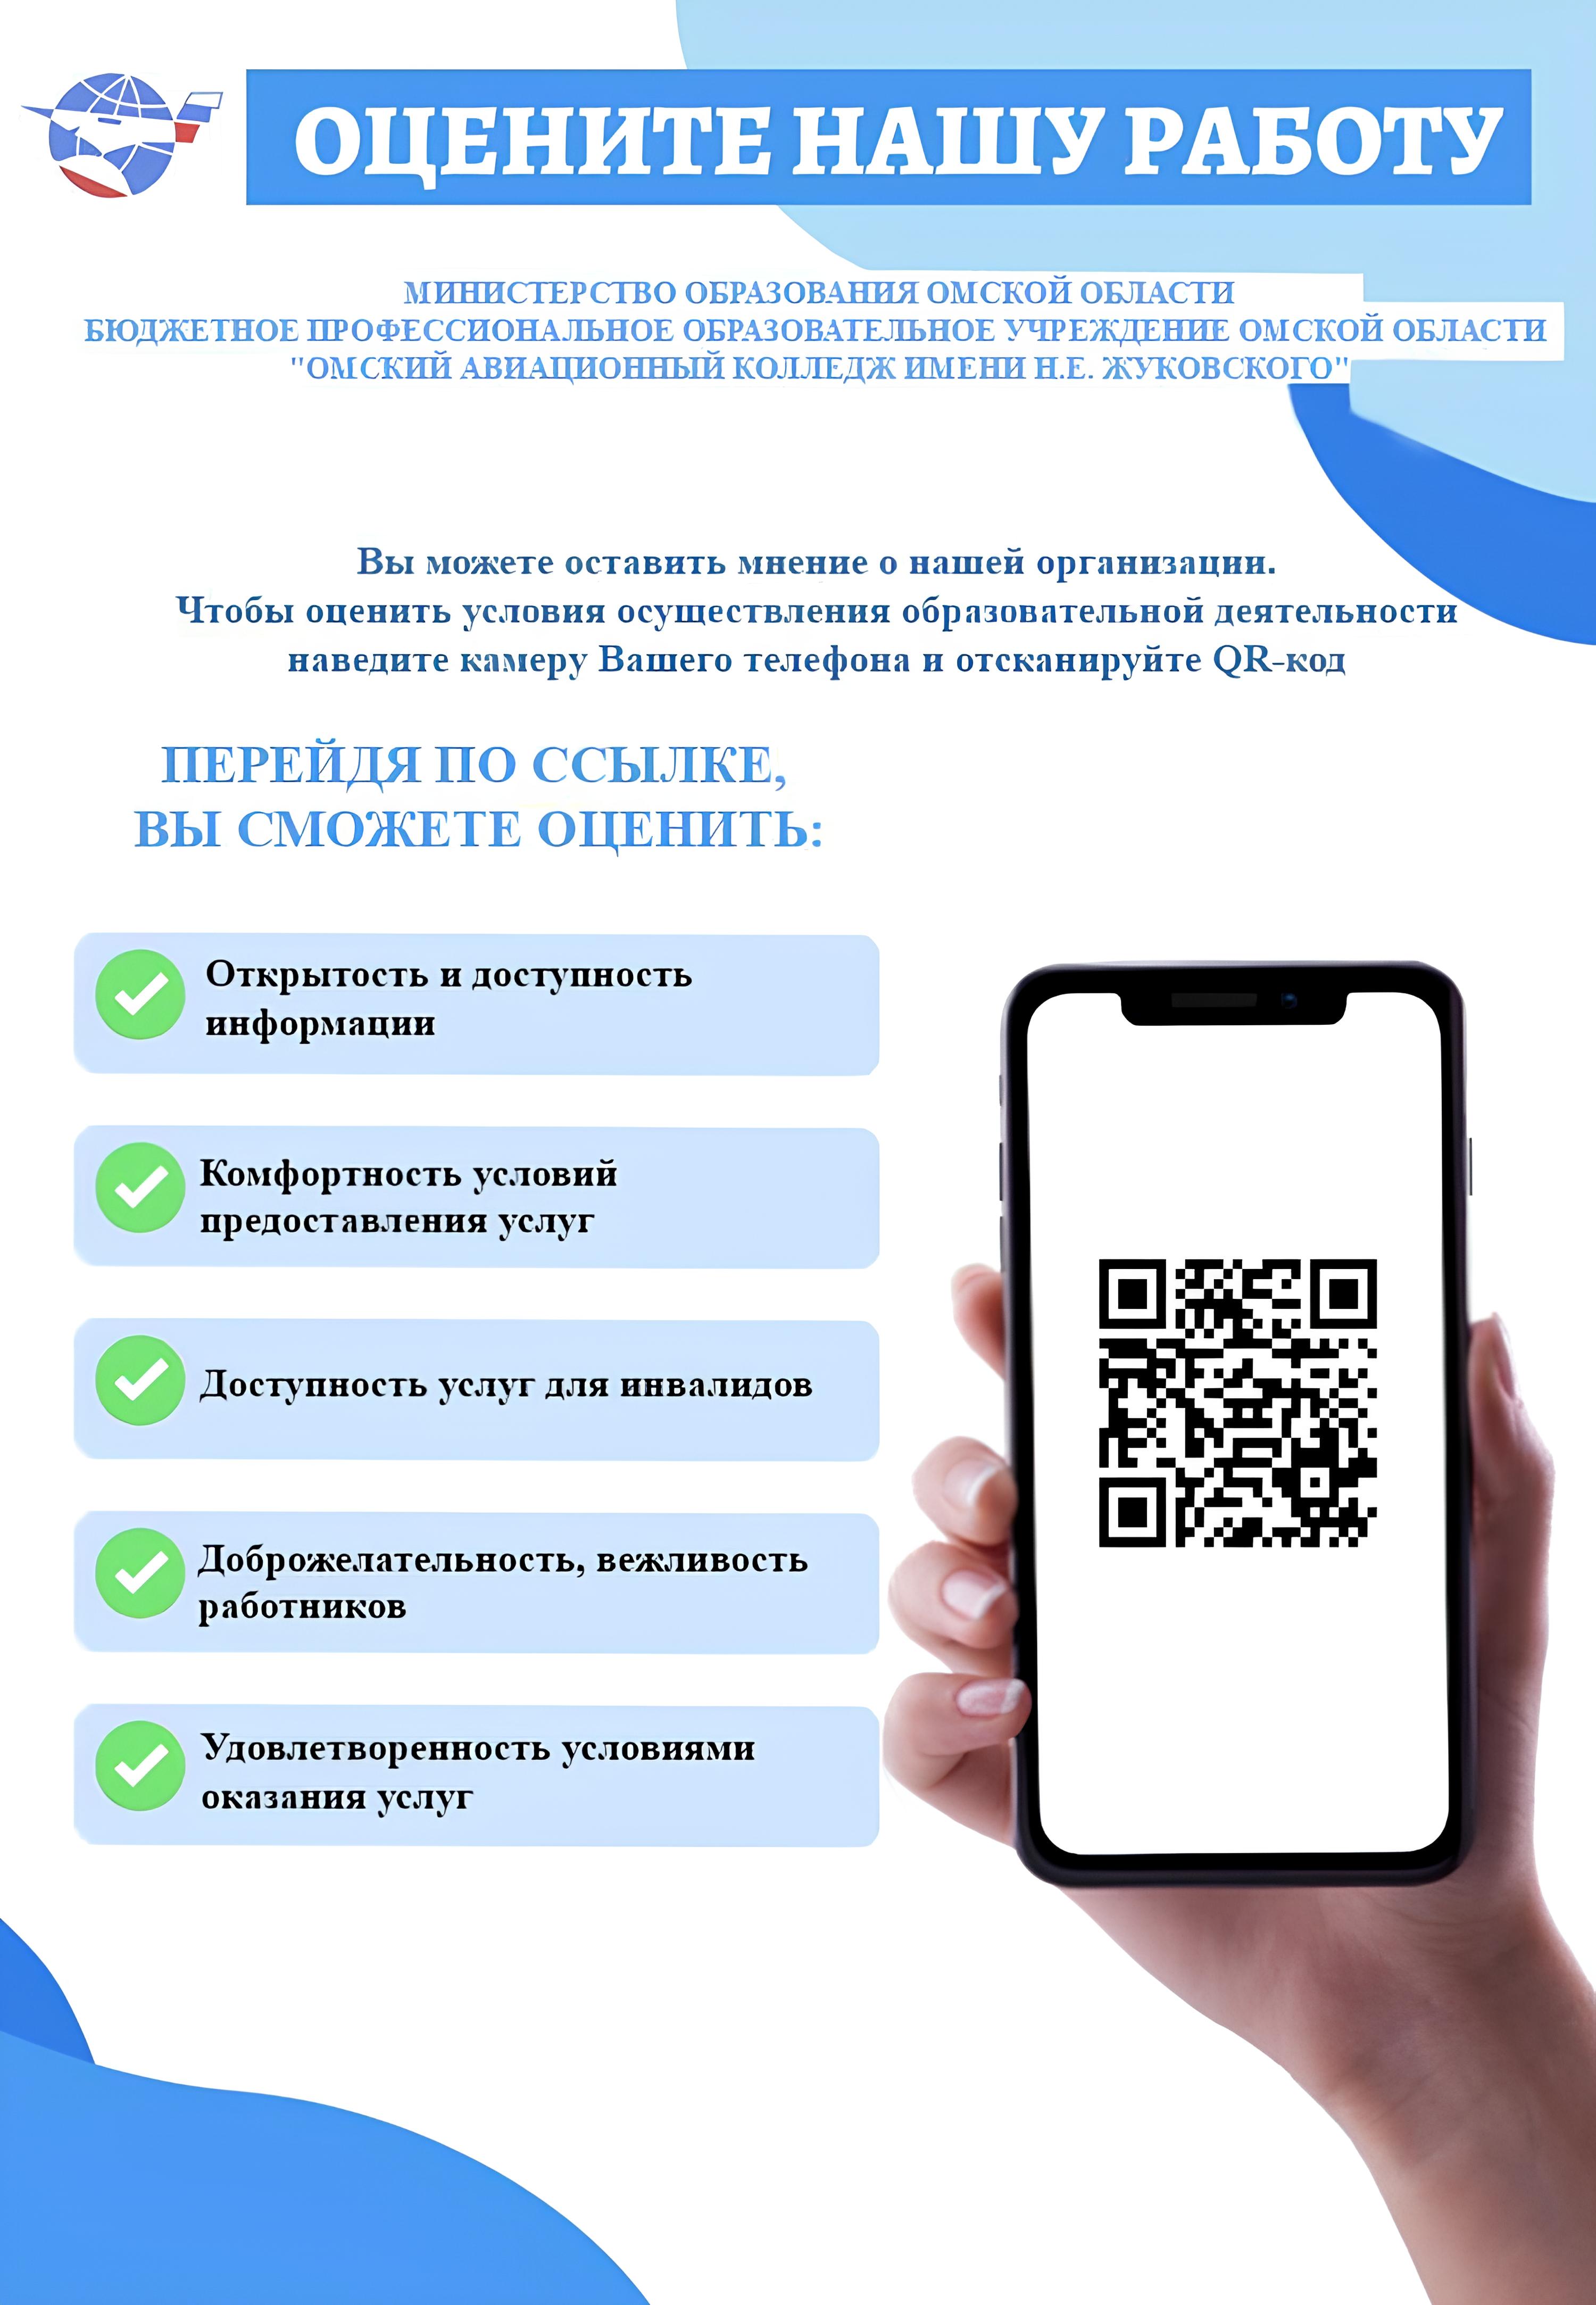 ОЦЕНИТЕ НАШУ РАБОТУ
МИНИСТЕРСТВО ОБРАЗОВАНИЯ ОМСКОЙ ОБЛАСТИ
БЮДЖЕТНОЕ ПРОФЕССИОНАЛЬНОЕ ОБРАЗОВАТЕЛЬНОЕ УЧРЕЖДЕНИЕ ОМСКОЙ ОБЛАСТИ
"ОМСКИЙ АВИАЦИОННЫЙ КОЛЛЕДЖ ИМЕНИ Н.Е. ЖУКОВСКОГО"
Вы можете оставить мнение о нашей организации.
Чтобы оценить условия осуществления образовательной деятельности
наведите камеру Вашего телефона и отсканируйте QR-код
ПЕРЕЙДЯ ПО ССЫЛКЕ,
ВЫ СМОЖЕТЕ ОЦЕНИТЬ:
Открытость и доступность
информации
Комфортность условий
предоставления услуг
Доступность услуг для инвалидов
Доброжелательность, вежливость
работников
Удовлетворенность условиями
оказания услуг